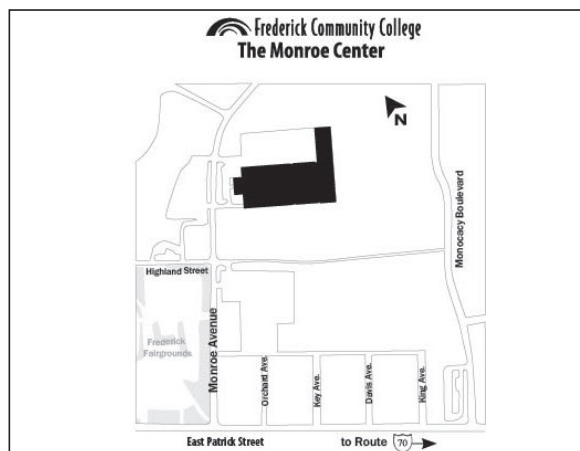 Frederick Community College
The Monroe Center
N
Monocacy Boulevard
Highland Street
Monroe Avenue
Frederick
Fairgrounds
Orchard Ave.
Key Ave.
Davis Ave.
King Ave.
East Patrick Street
to Route 70